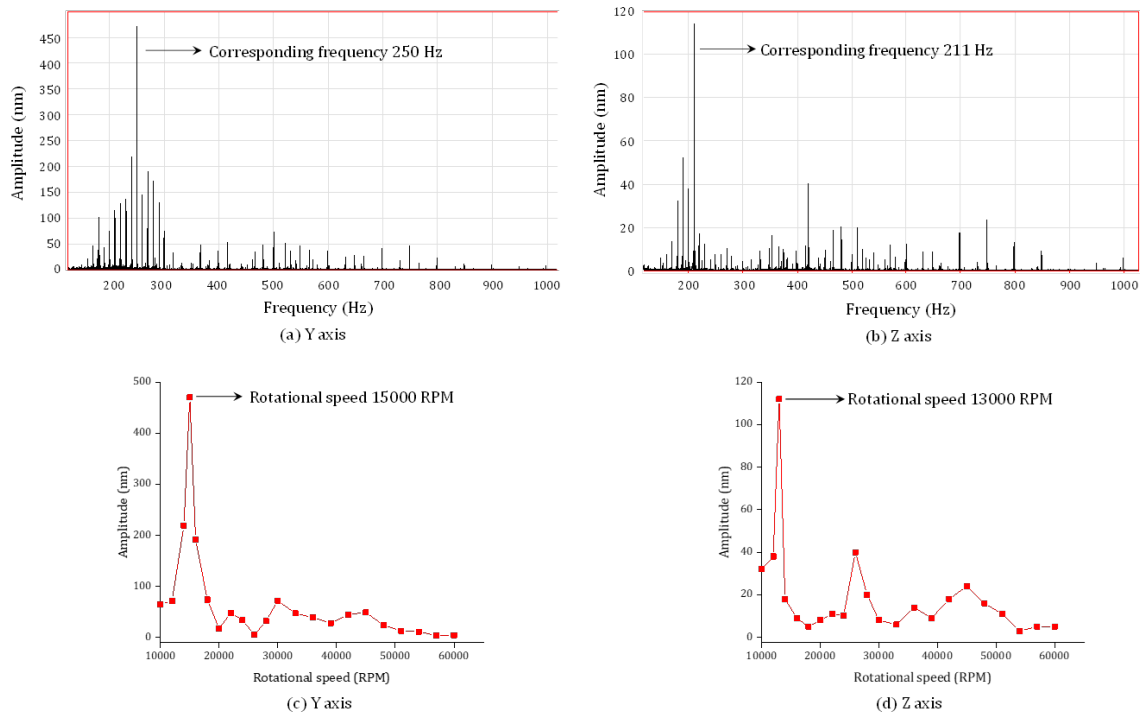 450
400
350
300
250
200
150
100
50
0
200 300 400 500 600 700 800 900 1000
Amplitude (nm)
Frequency (Hz)
Corresponding frequency 250 Hz
(a) Y axis
120
100
80
60
40
20
0
200 300 400 500 600 700 800 900 1000
Amplitude (nm)
Frequency (Hz)
Corresponding frequency 211 Hz
(b) Z axis
500
400
300
200
100
0
10000 20000 30000 40000 50000 60000
Amplitude (nm)
Rotational speed (RPM)
Rotational speed 15000 RPM
(c) Y axis
120
100
80
60
40
20
0
10000 20000 30000 40000 50000 60000
Amplitude (nm)
Rotational speed (RPM)
Rotational speed 13000 RPM
(d) Z axis